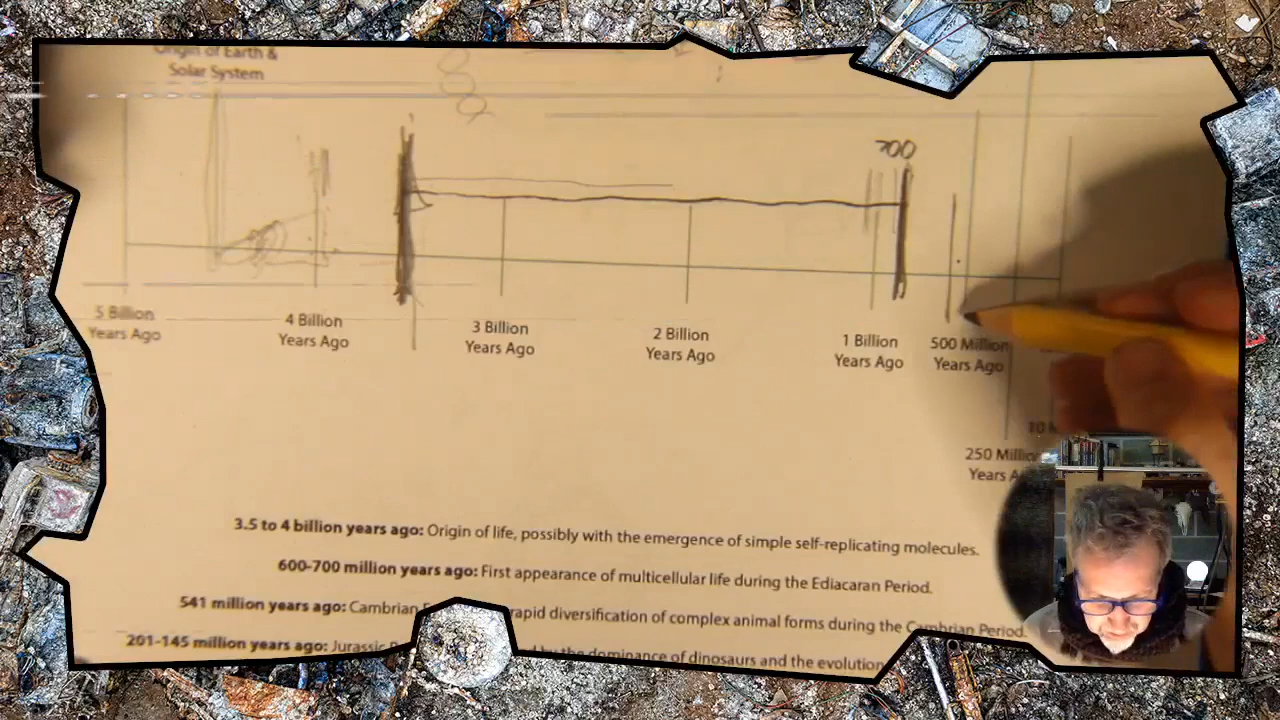 Origin of Earth &
Solar System
700
5 Billion
Years Ago
4 Billion
Years Ago
3 Billion
Years Ago
2 Billion
Years Ago
1 Billion
Years Ago
500 Million
Years Ago
250
Years
3.5 to 4 billion years ago: Origin of life, possibly with the emergence of simple self-replicating molecules.
600-700 million years ago: First appearance of multicellular life during the Ediacaran Period.
541 million years ago: Cambrian rapid diversification of complex animal forms during the Cambrian Period.
201-145 million years ago: by the dominance of dinosaurs and the evolution